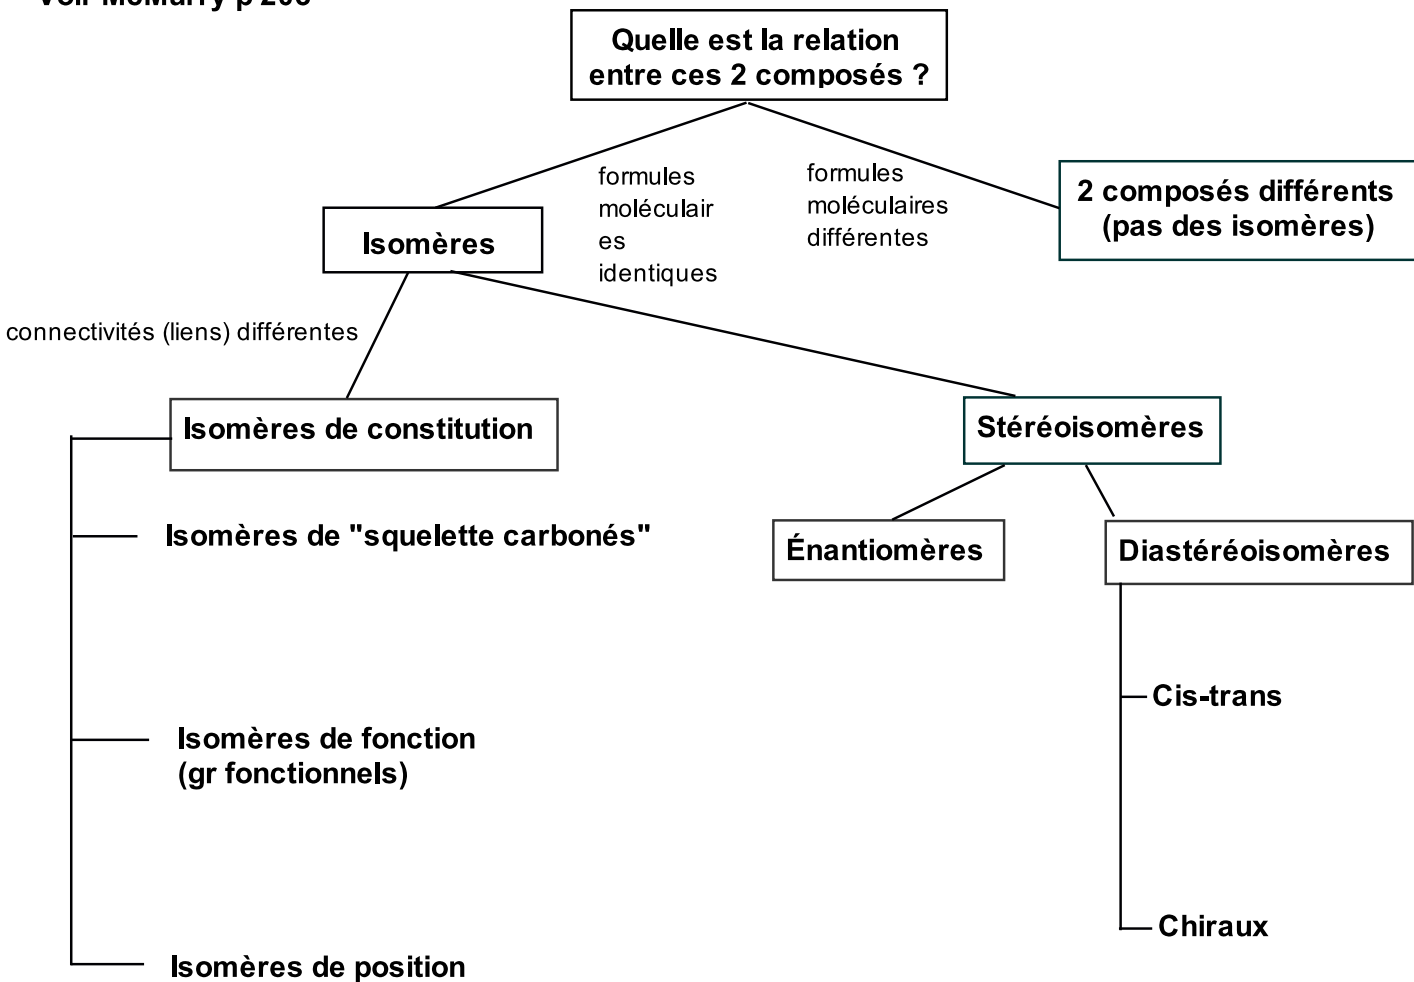 Quelle est la relation
entre ces 2 composés ?
formules
moléculair
es
identiques
formules
moléculaires
différentes
2 composés différents
(pas des isomères)
Isomères
connectivités (liens) différentes
Isomères de constitution
Stéréoisomères
Isomères de "squelette carbonés"
Énantiomères
Diastéréoisomères
Cis-trans
Isomères de fonction
(gr fonctionnels)
Chiraux
Isomères de position